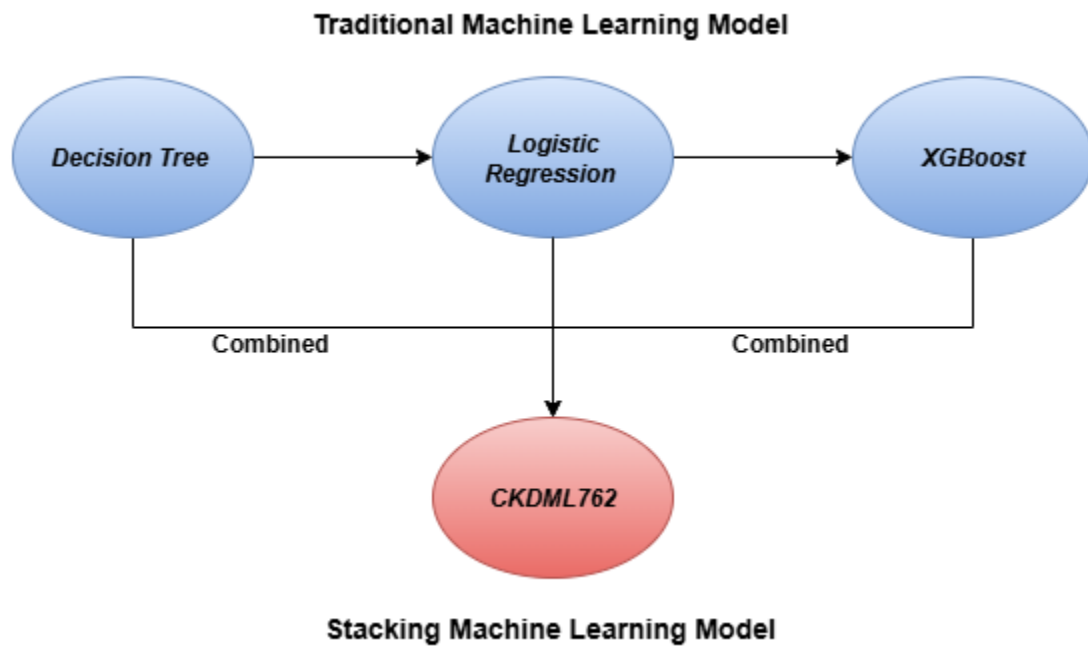 Traditional Machine Learning Model
Decision Tree
Logistic
Regression
XGBoost
Combined
Combined
CKDML762
Stacking Machine Learning Model